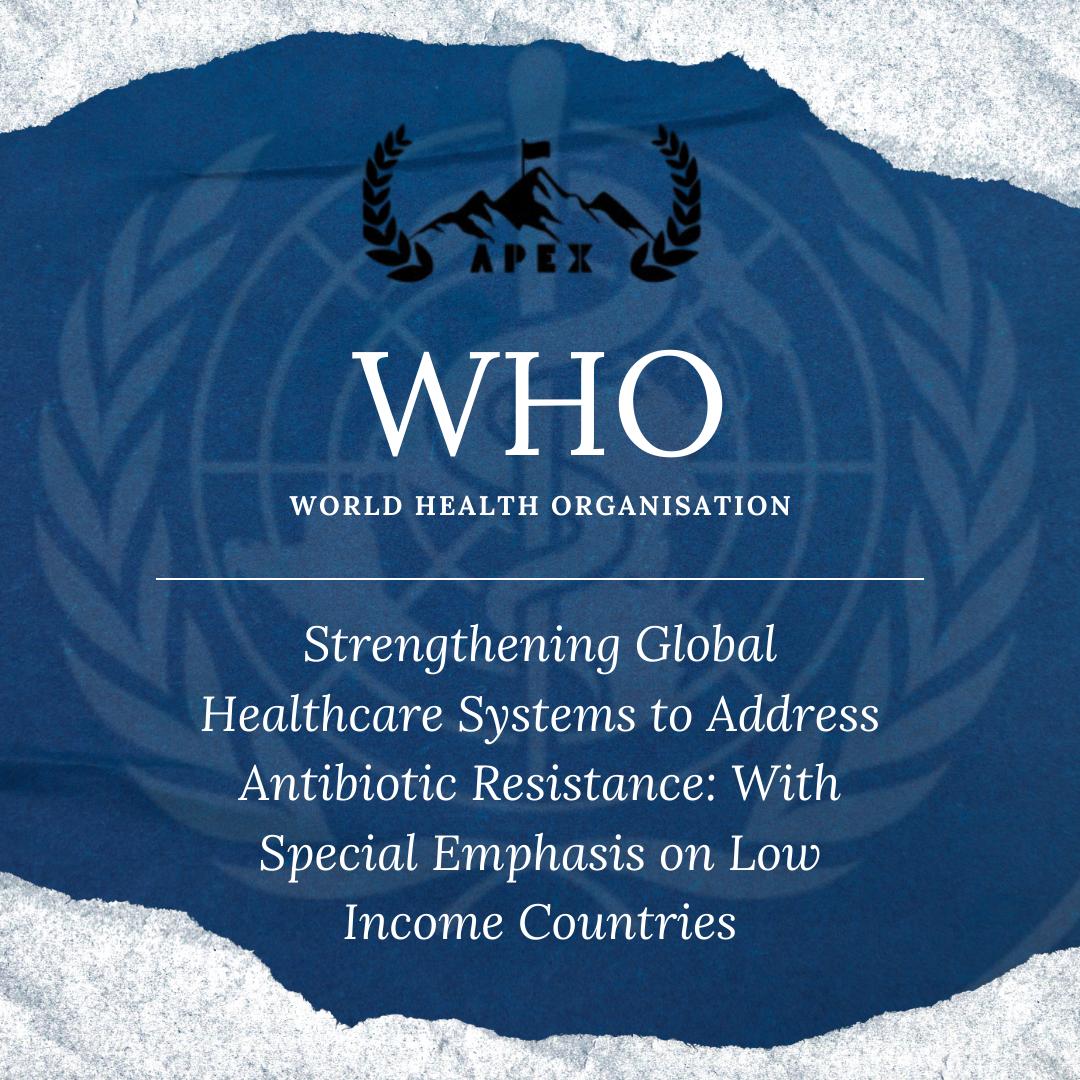 APEX
WHO
WORLD HEALTH ORGANISATION
Strengthening Global
Healthcare Systems to Address
Antibiotic Resistance: With
Special Emphasis on Low
Income Countries